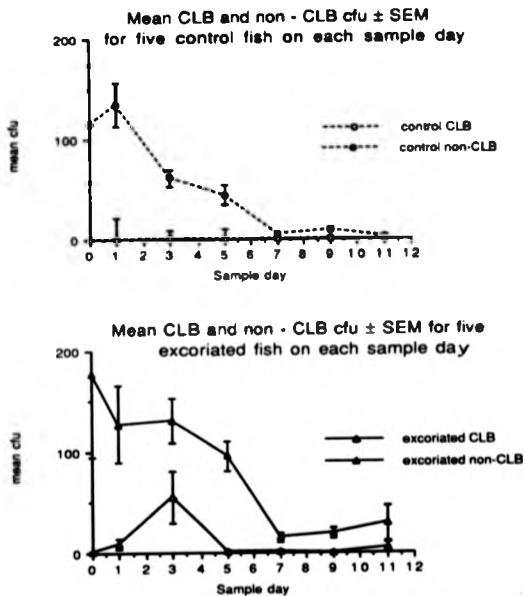 Mean CLB and non - CLB cfu ± SEM
for five control fish on each sample day
200
100
0
mean cfu
control CLB
control non-CLB
0 1 2 3 4 5 6 7 8 9 10 11 12
Sample day
Mean CLB and non - CLB cfu ± SEM for five
excoriated fish on each sample day
200
100
0
mean cfu
excoriated CLB
excoriated non-CLB
0 1 2 3 4 5 6 7 8 9 10 11 12
Sample day